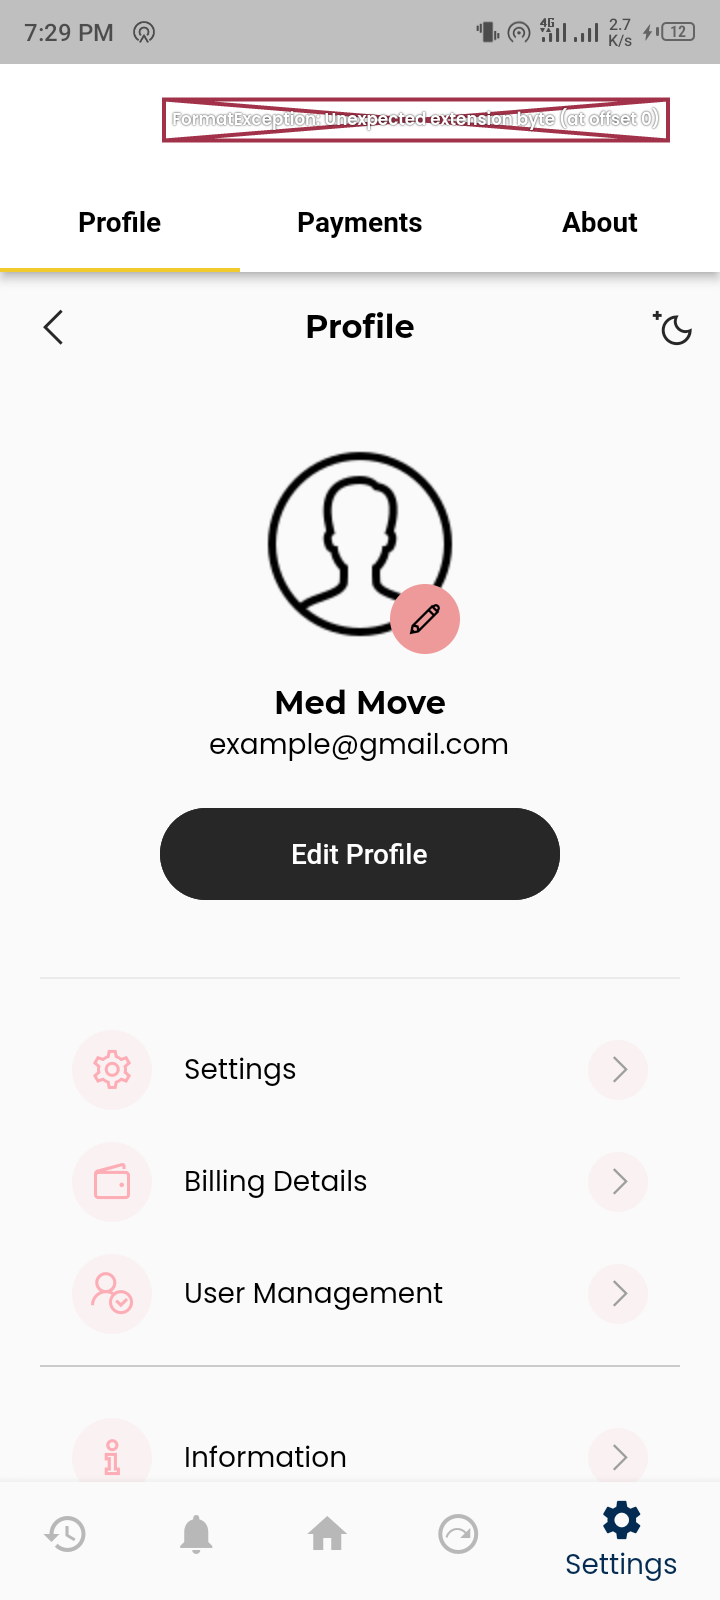 7:29 PM
4G
2.7
K/s
12
FormatException: Unexpected extension byte (at offset 0)
Profile
Payments
About
Profile
Med Move
example@gmail.com
Edit Profile
Settings
Billing Details
User Management
Information
Settings